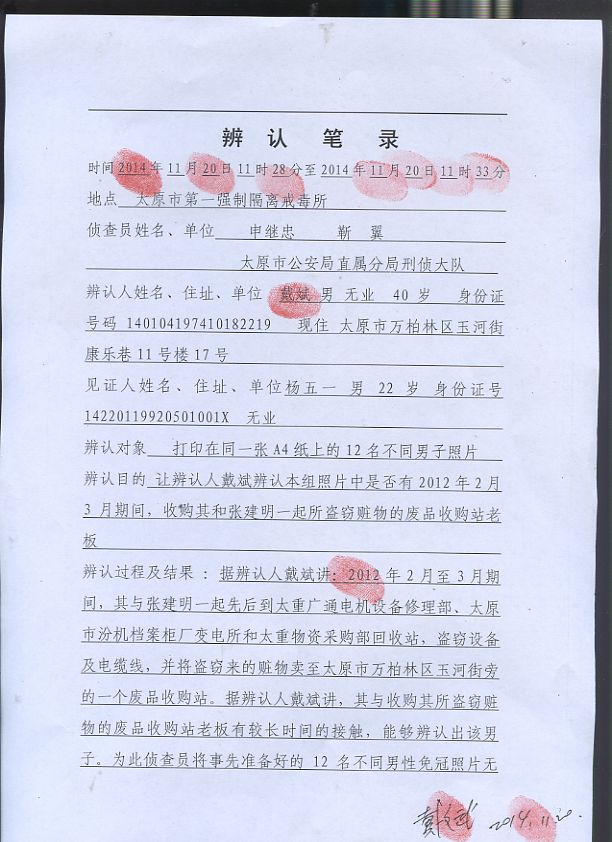 辨 认 笔 录
时间 2014 年 11 月 20 日 11 时 28 分至 2014 年 11 月 20 日 11 时 33 分
地点 太原市第一强制隔离戒毒所
侦查员姓名、单位 申继忠 靳 翼
太原市公安局直属分局刑侦大队
辨认人姓名、住址、单位 戴斌 男 无业 40 岁 身份证
号码 140104197410182219 现住 太原市万柏林区玉河街
康乐巷 11 号楼 17 号
见证人姓名、住址、单位杨五一 男 22 岁 身份证号
14220119920501001X 无业
辨认对象 打印在同一张 A4 纸上的 12 名不同男子照片
辨认目的 让辨认人戴斌辨认本组照片中是否有 2012 年 2 月
3 月期间，收购其和张建明一起所盗窃赃物的废品收购站老
板
辨认过程及结果 ：据辨认人戴斌讲：2012 年 2 月至 3 月期
间，其与张建明一起先后到太重广通电机设备修理部、太原
市汾机档案柜厂变电所和太重物资采购部回收站，盗窃设备
及电缆线，并将盗窃来的赃物卖至太原市万柏林区玉河街旁
的一个废品收购站。据辨认人戴斌讲，其与收购其所盗窃赃
物的废品收购站老板有较长时间的接触，能够辨认出该男
子。为此侦查员将事先准备好的 12 名不同男性免冠照片无
2014.11.20.